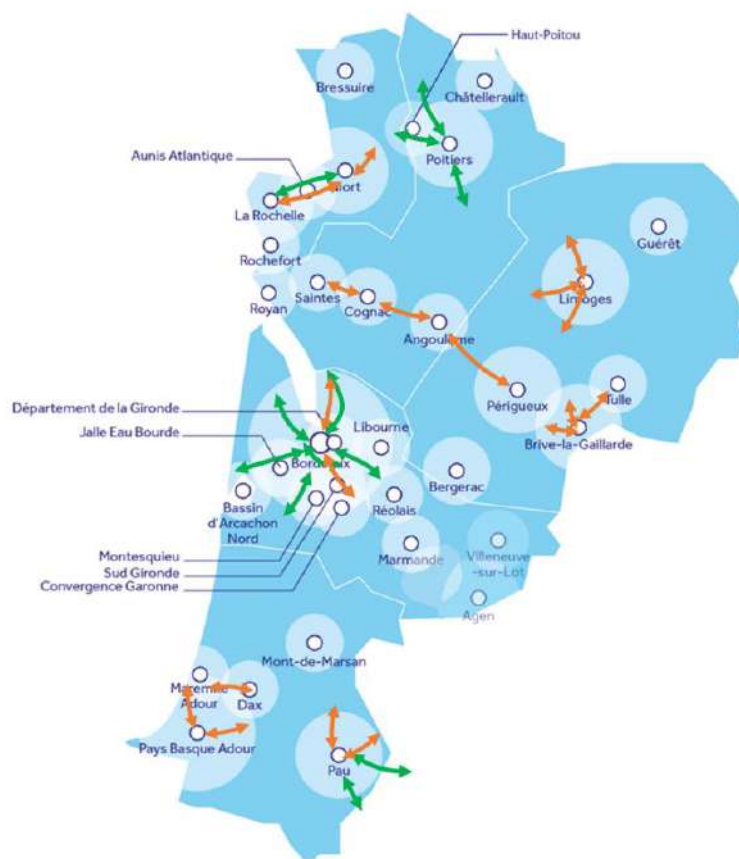 Haut-Poitou
Bressuire
Châtellerault
Aunis Atlantique
Poitiers
Niort
La Rochelle
Guérêt
Rochefort
Saintes
Limoges
Royan
Cognac
Angoulême
Périgueux
Tulle
Département de la Gironde
Libourne
Brive-la-Gaillarde
Jalle Eau Bourde
Bordeaux
Bergerac
Bassin
d'Arcachon
Nord
Réolais
Montesquieu
Marmande
Villeneuve
-sur-Lot
Sud Gironde
Convergence Garonne
Agen
Mont-de-Marsan
Maremne
Adour
Dax
Pays Basque Adour
Pau